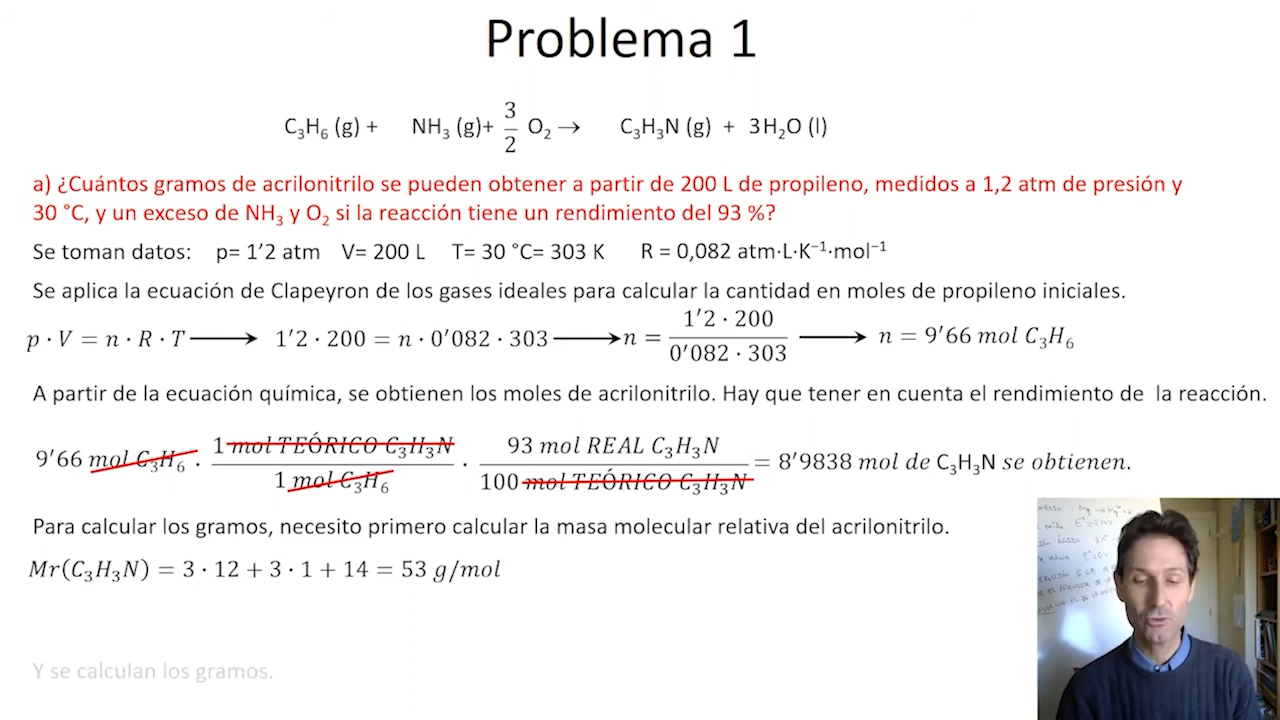 Problema 1
C₃H₆ (g) + NH₃ (g)+ 3/2 O₂ → C₃H₃N (g) + 3H₂O (l)
a) ¿Cuántos gramos de acrilonitrilo se pueden obtener a partir de 200 L de propileno, medidos a 1,2 atm de presión y
30 °C, y un exceso de NH₃ y O₂ si la reacción tiene un rendimiento del 93 %?
Se toman datos: p= 1’2 atm V= 200 L T= 30 °C= 303 K R = 0,082 atm·L·K⁻¹·mol⁻¹
Se aplica la ecuación de Clapeyron de los gases ideales para calcular la cantidad en moles de propileno iniciales.
p · V = n · R · T ⟶ 1′2 · 200 = n · 0′082 · 303 ⟶ n = (1′2 · 200)/(0′082 · 303) ⟶ n = 9′66 mol C₃H₆
A partir de la ecuación química, se obtienen los moles de acrilonitrilo. Hay que tener en cuenta el rendimiento de la reacción.
9′66 mol C₃H₆ · (1 mol TEÓRICO C₃H₃N)/(1 mol C₃H₆) · (93 mol REAL C₃H₃N)/(100 mol TEÓRICO C₃H₃N) = 8′9838 mol de C₃H₃N se obtienen.
Para calcular los gramos, necesito primero calcular la masa molecular relativa del acrilonitrilo.
Mr(C₃H₃N) = 3 · 12 + 3 · 1 + 14 = 53 g/mol
Y se calculan los gramos.